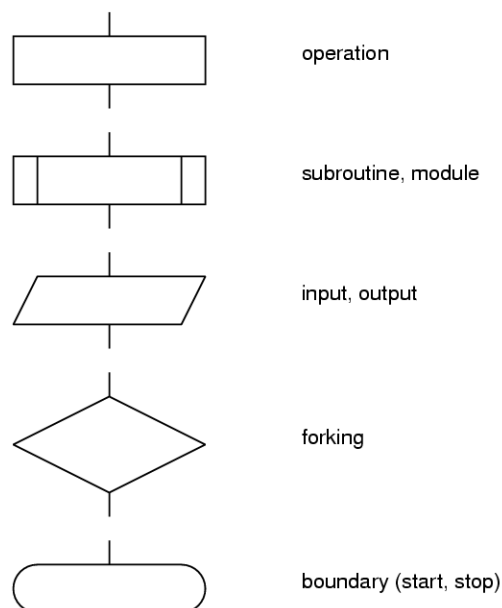 operation
subroutine, module
input, output
forking
boundary (start, stop)